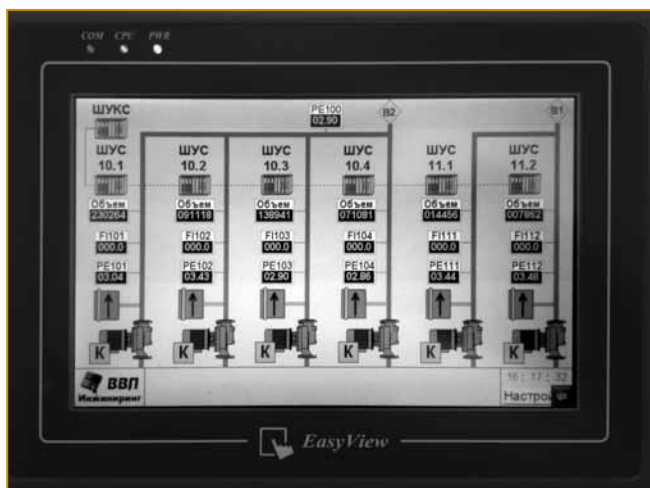 COM CPU PWR
ШУКС
PE100
02.90
В2
В1
ШУС 10.1
ШУС 10.2
ШУС 10.3
ШУС 10.4
ШУС 11.1
ШУС 11.2
Объем Объем Объем Объем Объем Объем
230264 091118 138941 071081 014456 007862
FI101 FI102 FI103 FI104 FI111 FI112
000.0 000.0 000.0 000.0 000.0 000.0
PE101 PE102 PE103 PE104 PE111 PE112
03.04 03.43 02.90 02.86 03.44 03.48
К К К К К К
ВВП
Инжиниринг
16 : 17 : 32
EasyView